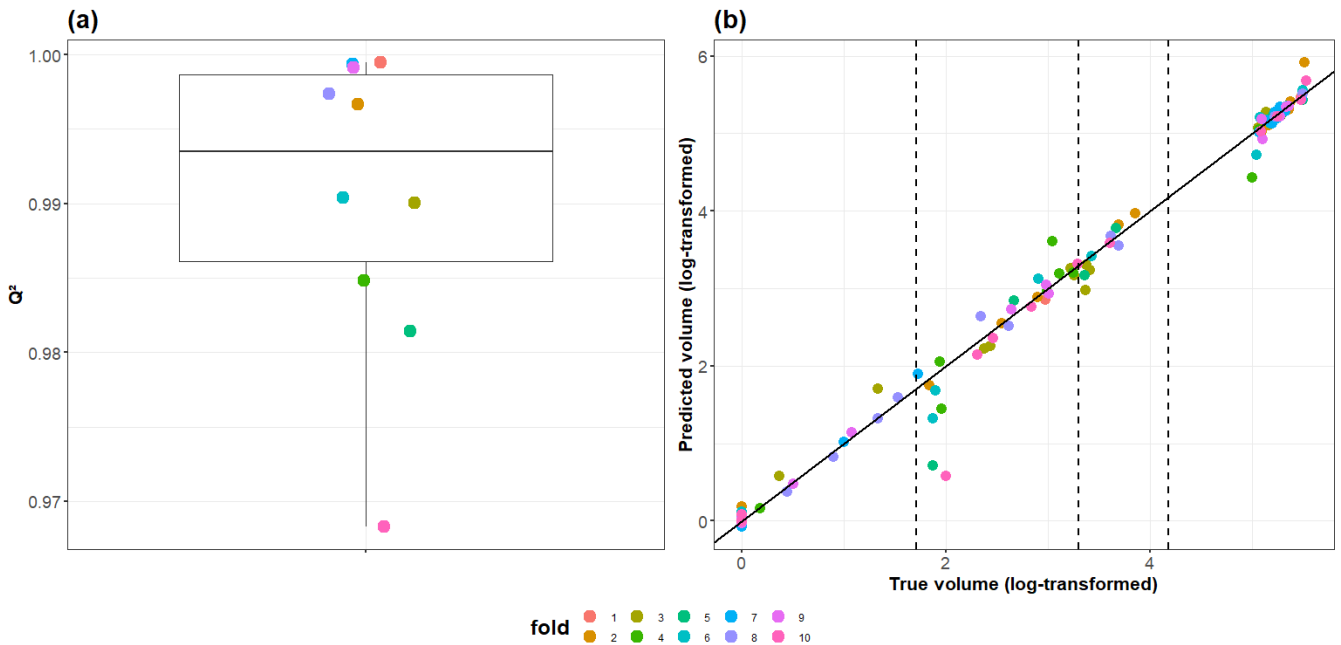 (a)
(b)
1.00
0.99
0.98
0.97
Q²
6
4
2
0
Predicted volume (log-transformed)
0 2 4
True volume (log-transformed)
fold
1 3 5 7 9
2 4 6 8 10